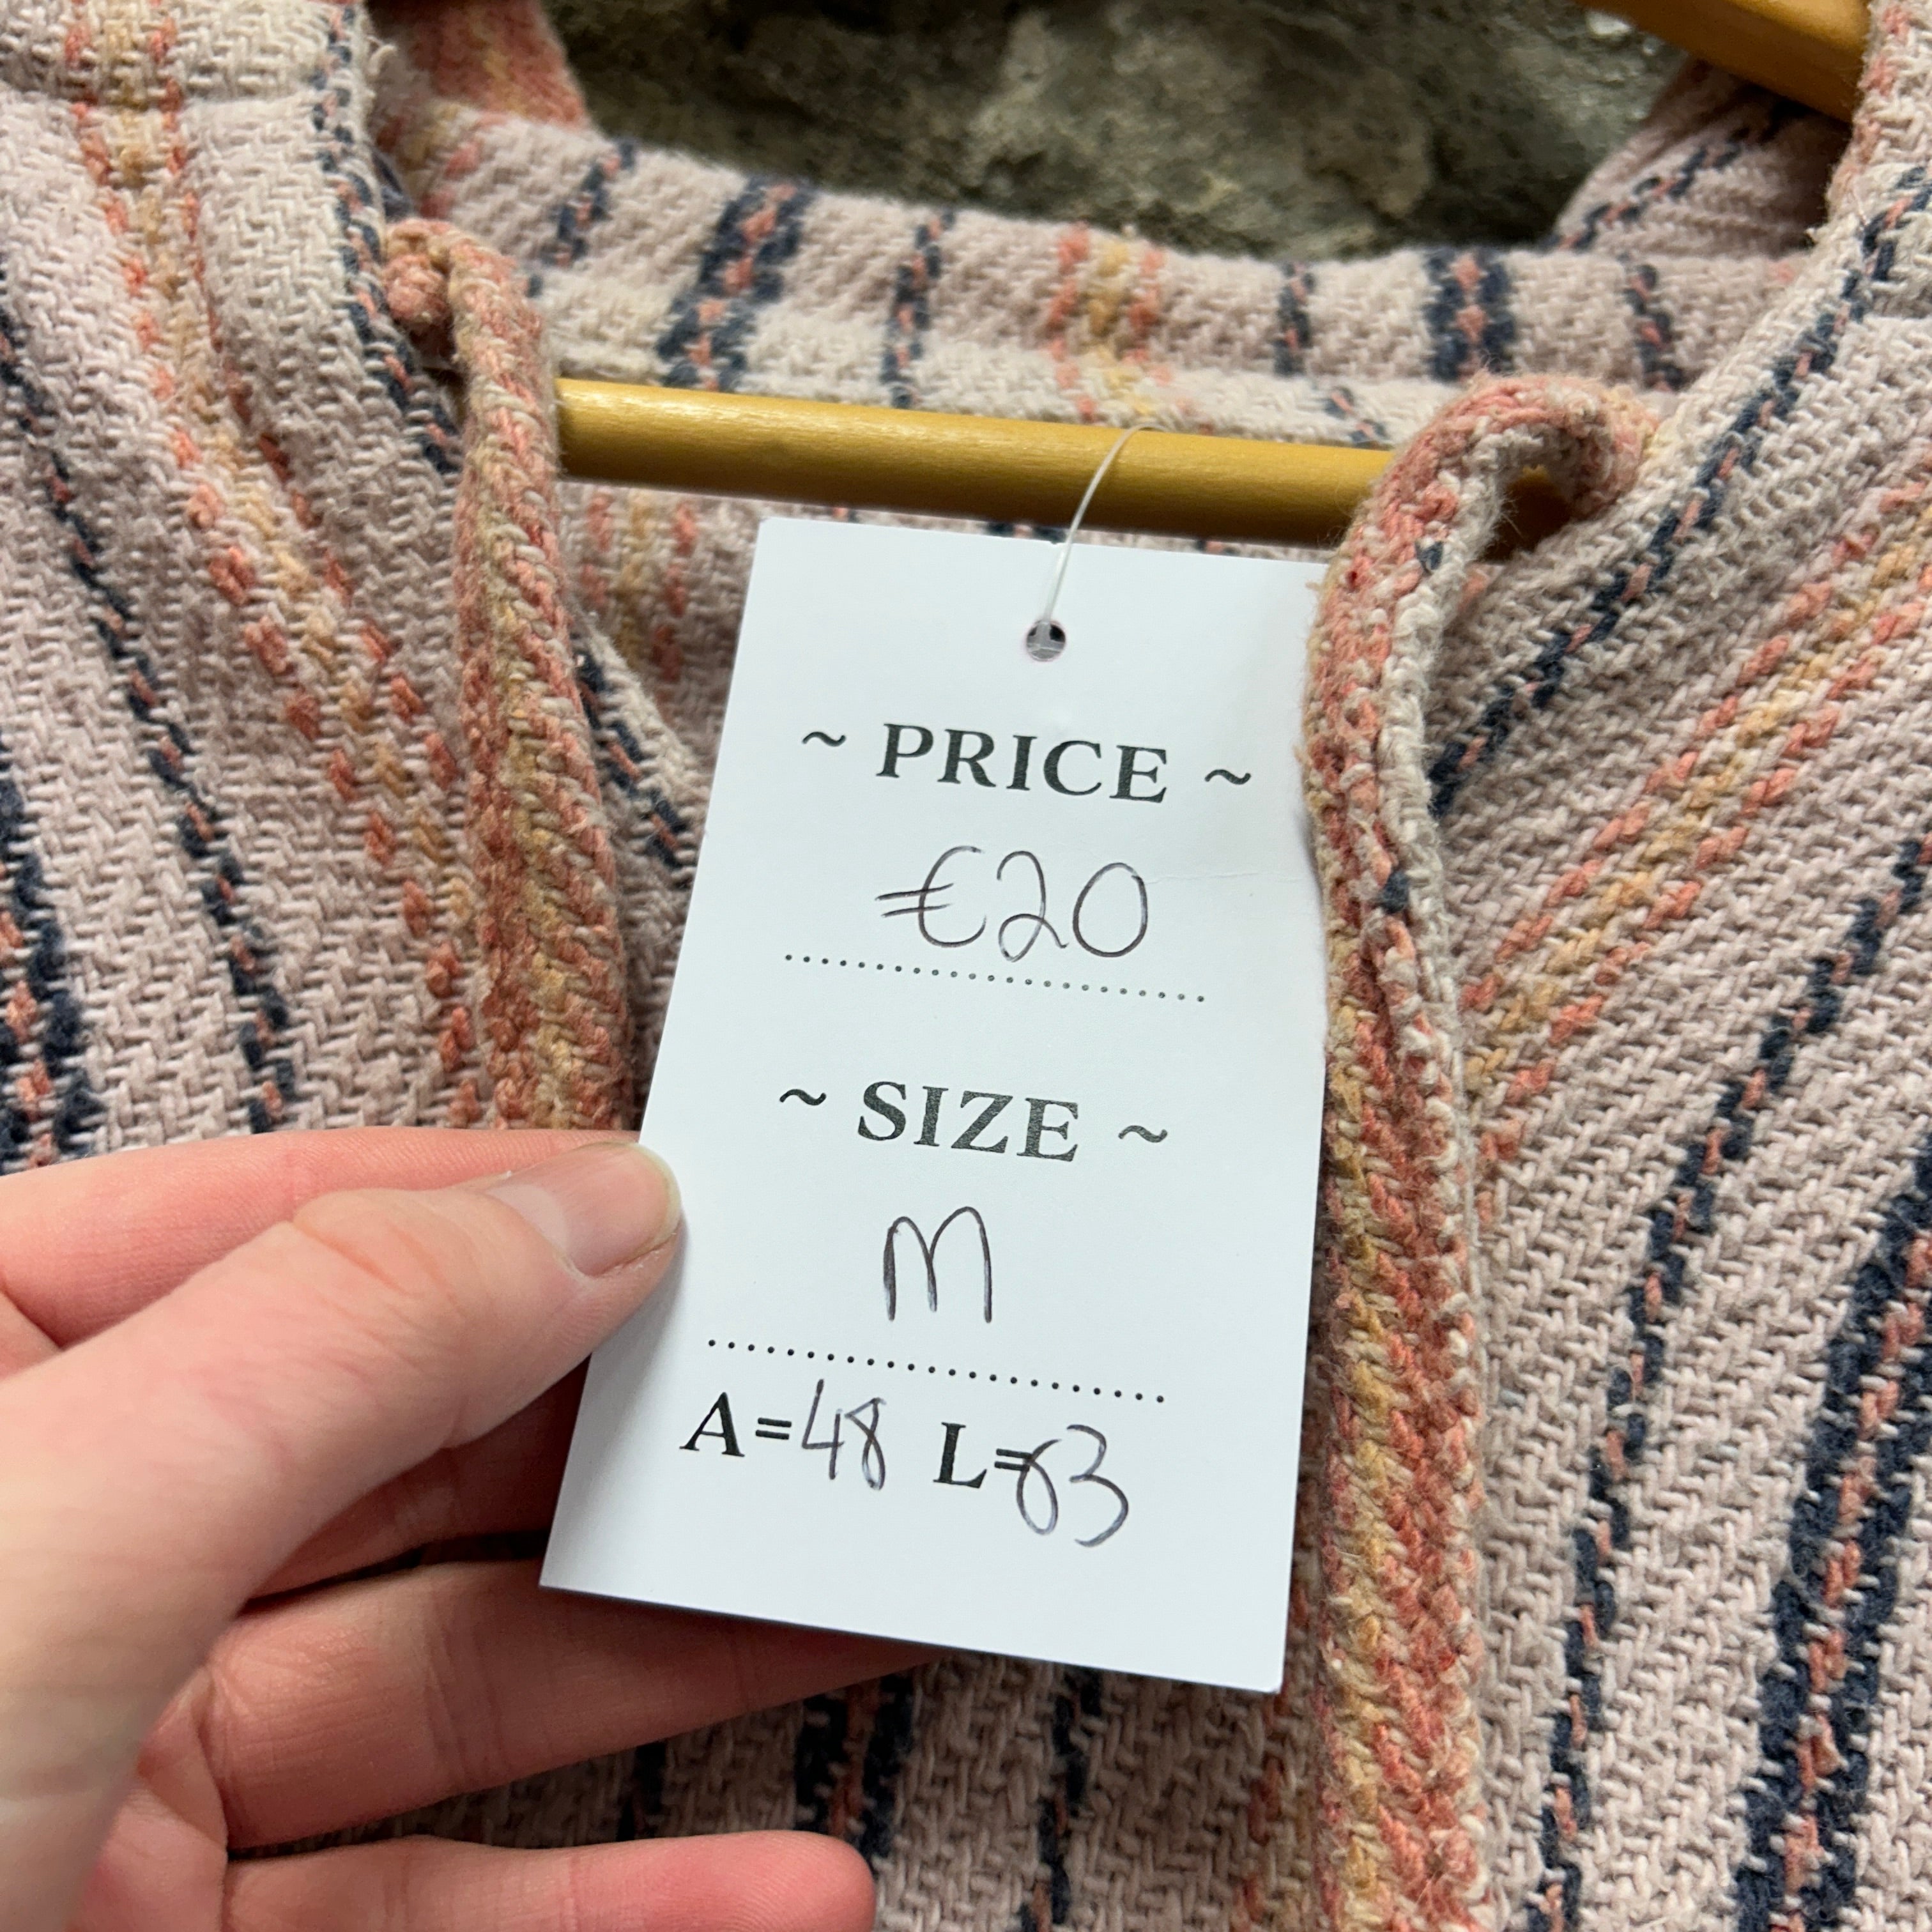 ~ PRICE ~
€20
~ SIZE ~
M
A=48 L=63